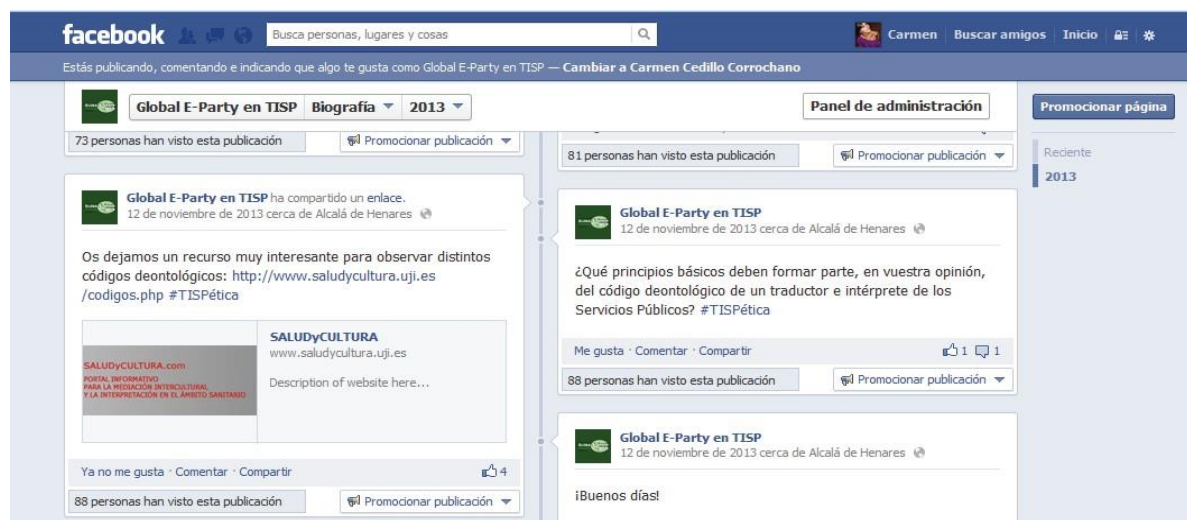 facebook
Busca personas, lugares y cosas
Carmen
Buscar amigos
Inicio
Estás publicando, comentando e indicando que algo te gusta como Global E-Party en TISP — Cambiar a Carmen Cedillo Corrochano
Global E-Party en TISP
Biografía
2013
Panel de administración
Promocionar página
Reciente
2013
73 personas han visto esta publicación
Promocionar publicación
Global E-Party en TISP ha compartido un enlace.
12 de noviembre de 2013 cerca de Alcalá de Henares
Os dejamos un recurso muy interesante para observar distintos
códigos deontológicos: http://www.saludycultura.uji.es
/codigos.php #TISPética
SALUDyCULTURA.com
PORTAL INFORMATIVO
PARA LA MEDIACIÓN INTERCULTURAL
Y LA INTERPRETACIÓN EN EL ÁMBITO SANITARIO
SALUDyCULTURA
www.saludycultura.uji.es
Description of website here...
Ya no me gusta · Comentar · Compartir
4
88 personas han visto esta publicación
Promocionar publicación
81 personas han visto esta publicación
Promocionar publicación
Global E-Party en TISP
12 de noviembre de 2013 cerca de Alcalá de Henares
¿Qué principios básicos deben formar parte, en vuestra opinión,
del código deontológico de un traductor e intérprete de los
Servicios Públicos? #TISPética
Me gusta · Comentar · Compartir
1 1
88 personas han visto esta publicación
Promocionar publicación
Global E-Party en TISP
12 de noviembre de 2013 cerca de Alcalá de Henares
¡Buenos días!